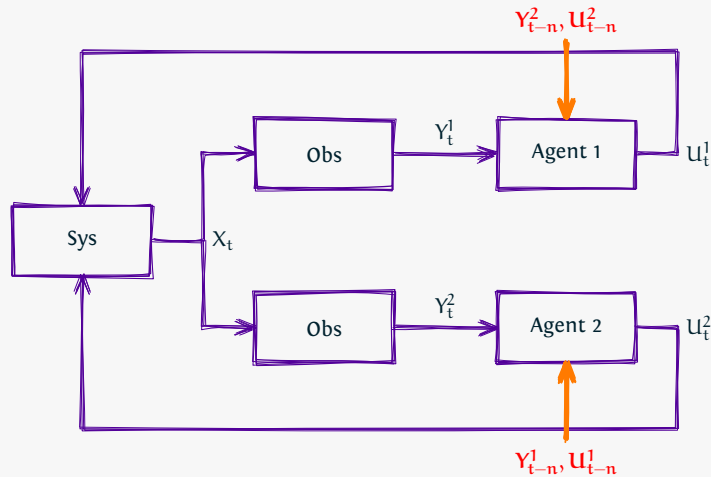 Y²ₜ₋ₙ, U²ₜ₋ₙ
Y¹ₜ
Obs
Agent 1
U¹ₜ
Sys
Xₜ
Y²ₜ
Obs
Agent 2
U²ₜ
Y¹ₜ₋ₙ, U¹ₜ₋ₙ